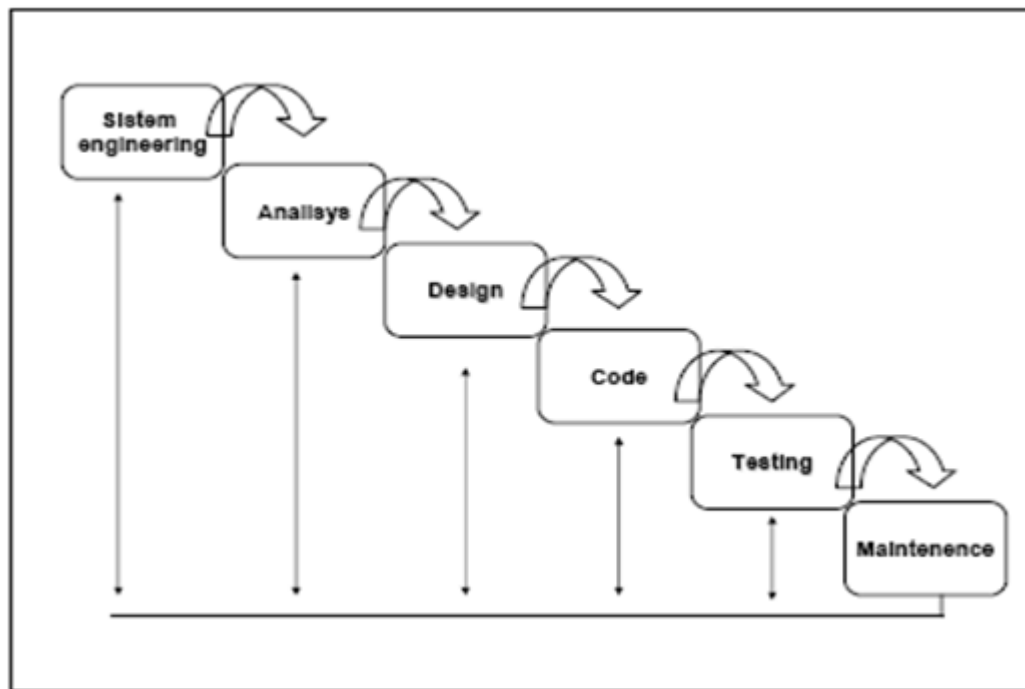 Sistem
engineering
Analisys
Design
Code
Testing
Maintenence